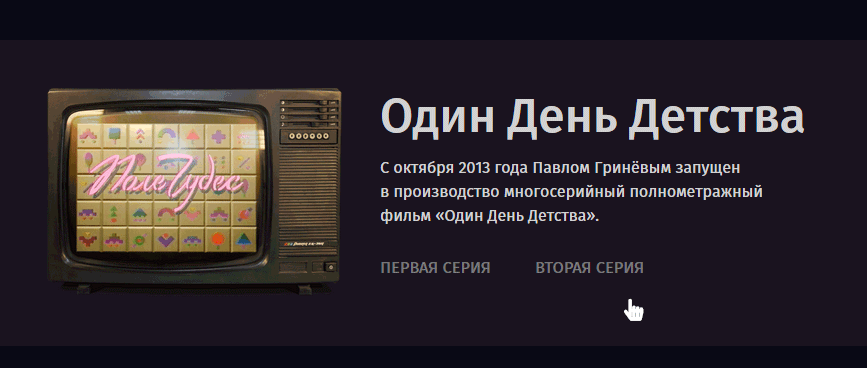 Поле Чудес
Один День Детства
С октября 2013 года Павлом Гринёвым запущен
в производство многосерийный полнометражный
фильм «Один День Детства».
ПЕРВАЯ СЕРИЯ
ВТОРАЯ СЕРИЯ